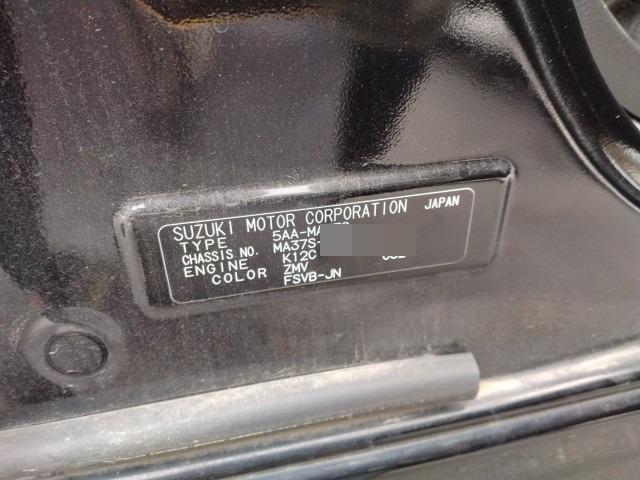 SUZUKI MOTOR CORPORATION JAPAN
TYPE 5AA-MA
CHASSIS NO. MA37S-
ENGINE K12C
COLOR ZMV
FSVB-JN